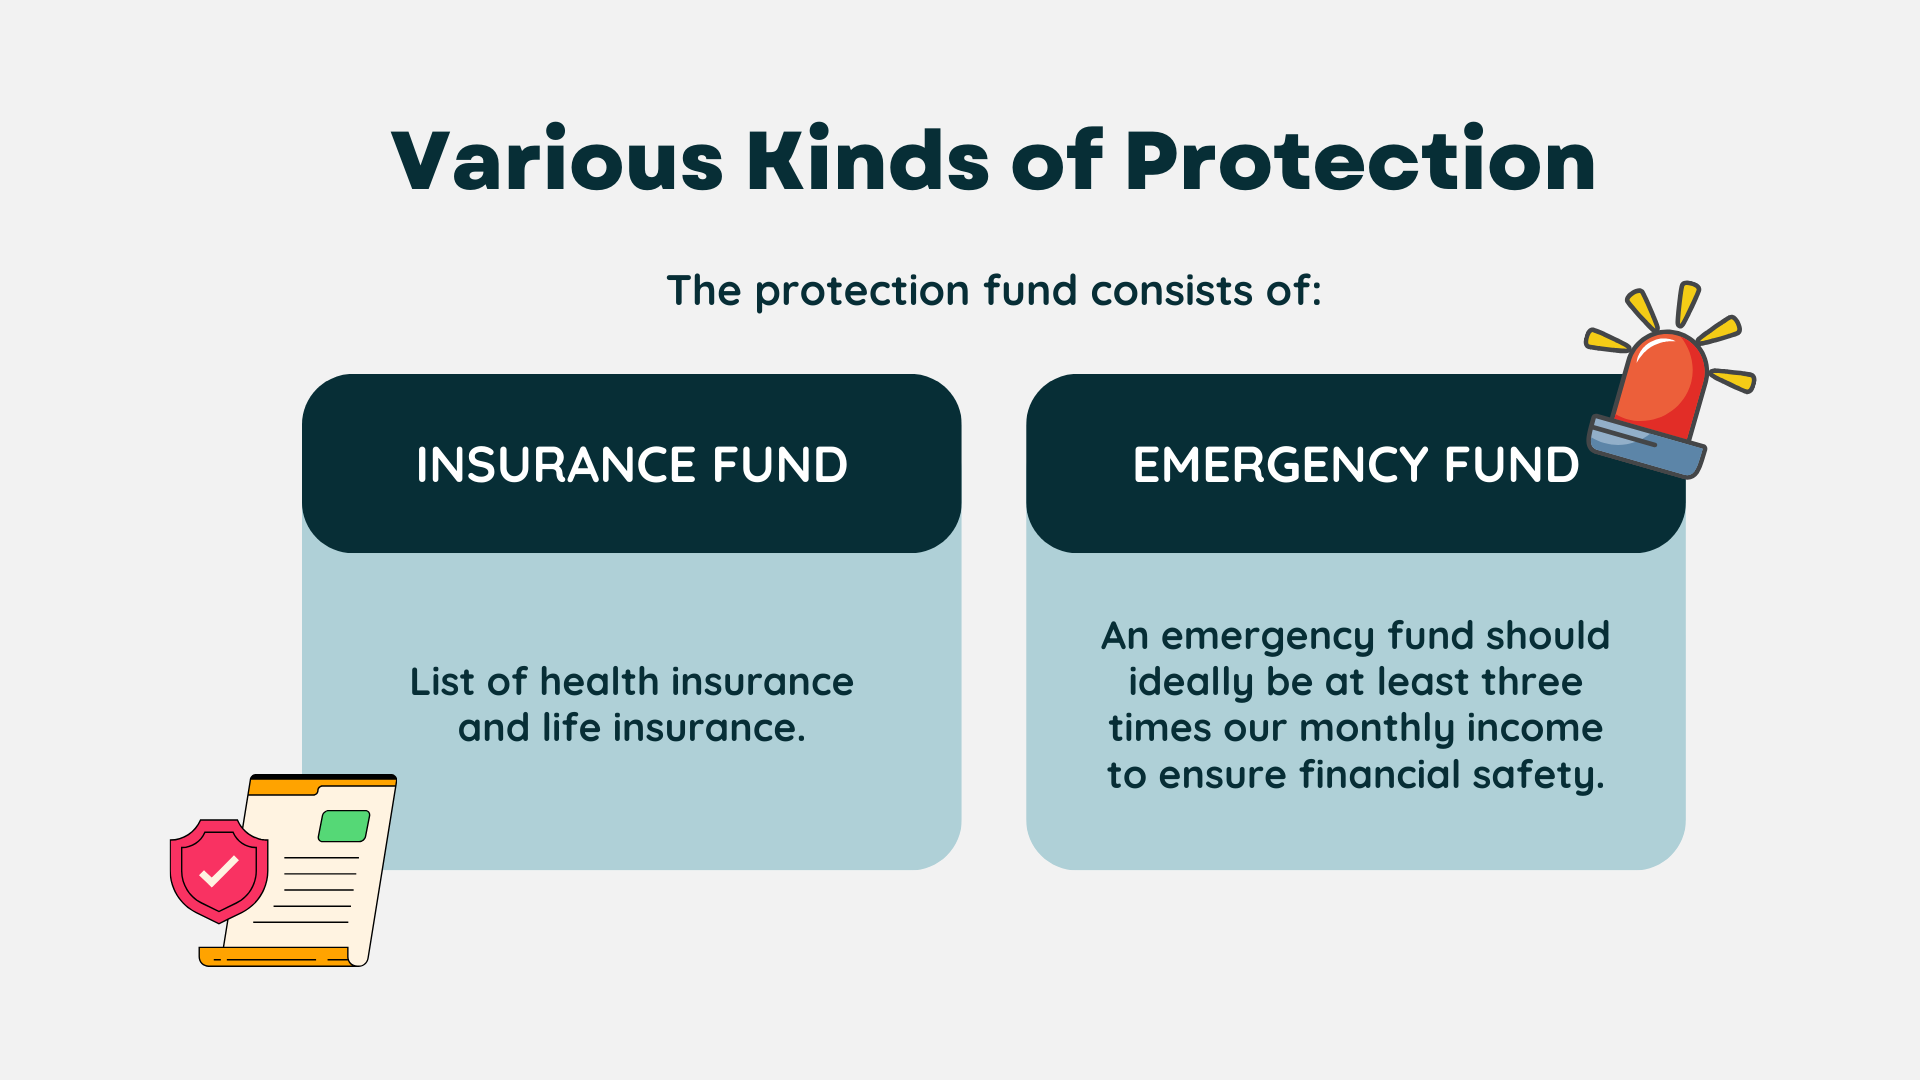 Various Kinds of Protection
The protection fund consists of:
INSURANCE FUND
List of health insurance
and life insurance.
EMERGENCY FUND
An emergency fund should
ideally be at least three
times our monthly income
to ensure financial safety.